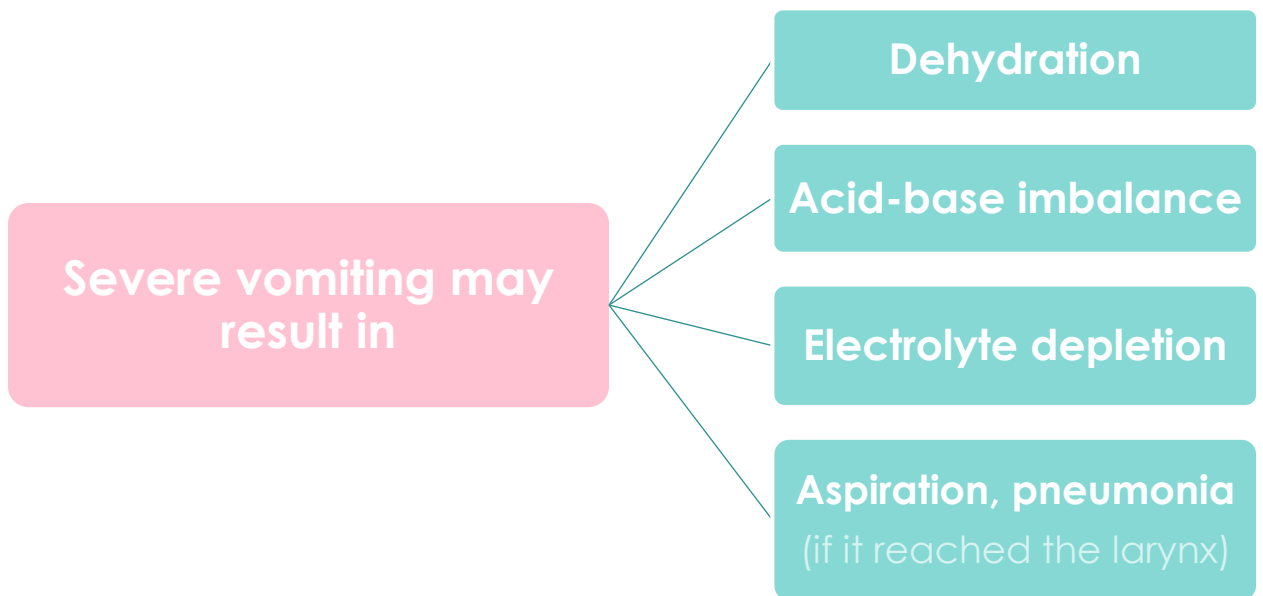 Severe vomiting may
result in
Dehydration
Acid-base imbalance
Electrolyte depletion
Aspiration, pneumonia
(if it reached the larynx)